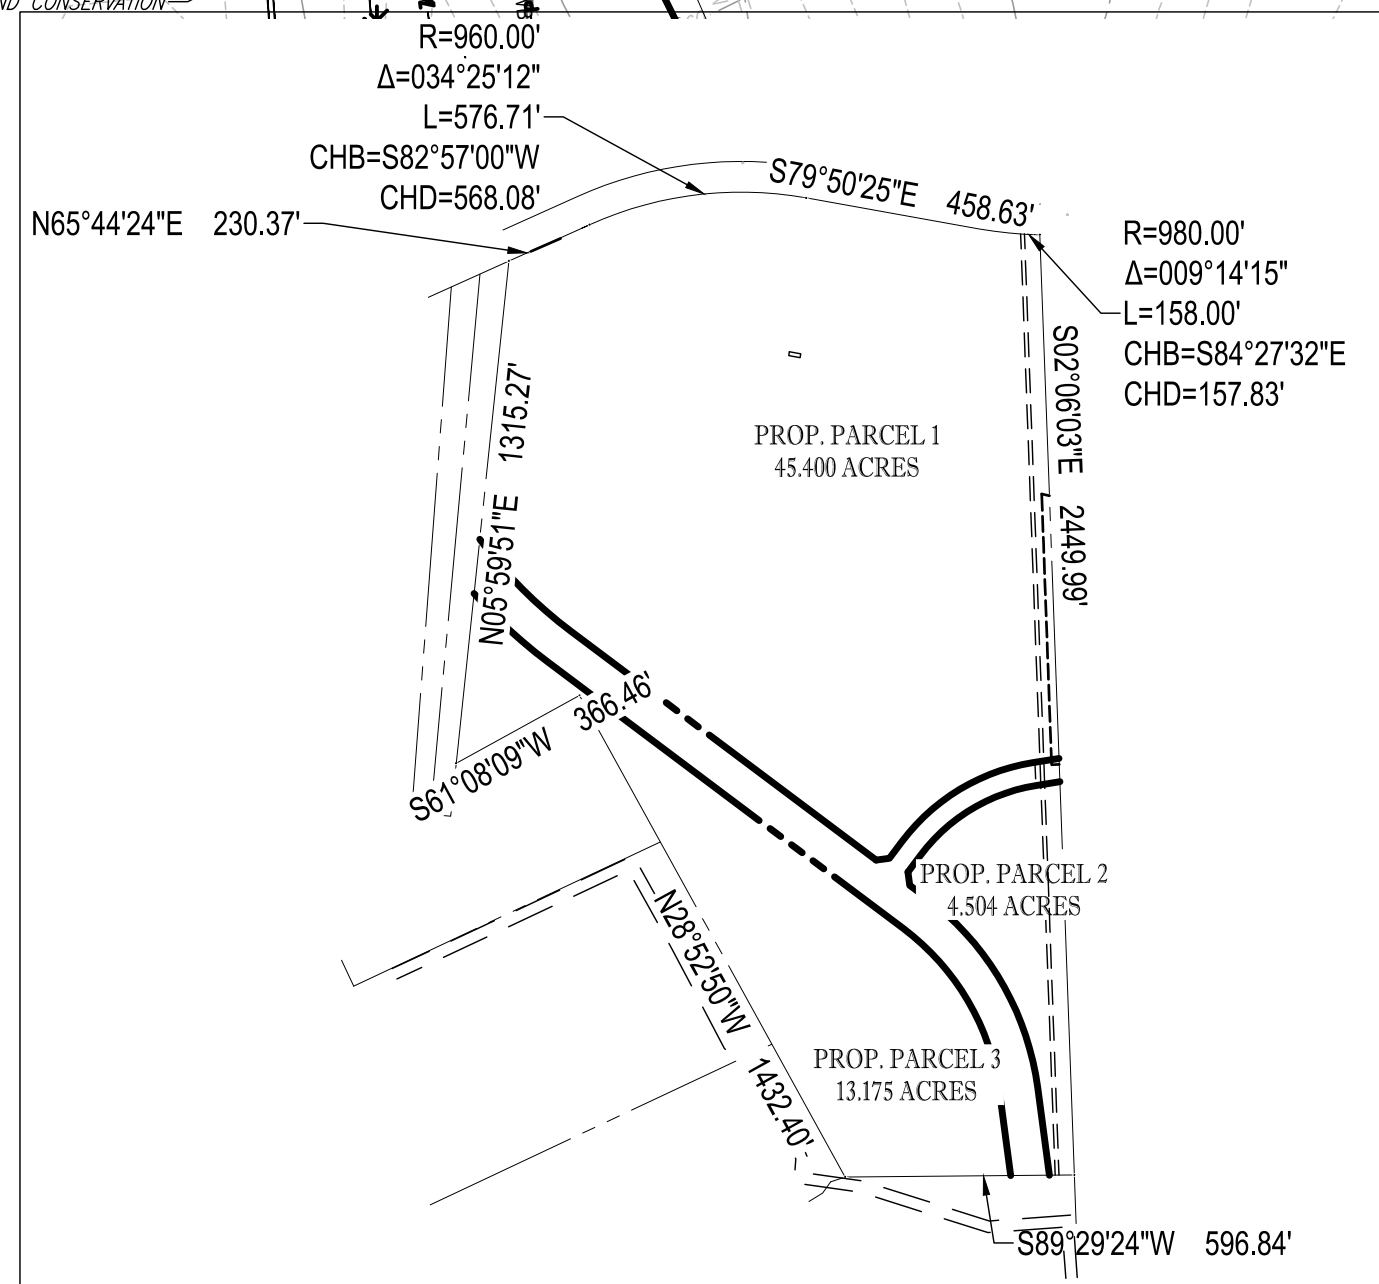 ND CONSERVATION
R=960.00'
Δ=034°25'12"
L=576.71'
CHB=S82°57'00"W
CHD=568.08'
N65°44'24"E 230.37'
S79°50'25"E 458.63'
R=980.00'
Δ=009°14'15"
L=158.00'
CHB=S84°27'32"E
CHD=157.83'
S02°06'03"E 2449.99'
N05°59'51"E 1315.27'
PROP. PARCEL 1
45.400 ACRES
S61°08'09"W 366.46'
PROP. PARCEL 2
4.504 ACRES
N28°52'50"W 1432.40'
PROP. PARCEL 3
13.175 ACRES
S89°29'24"W 596.84'